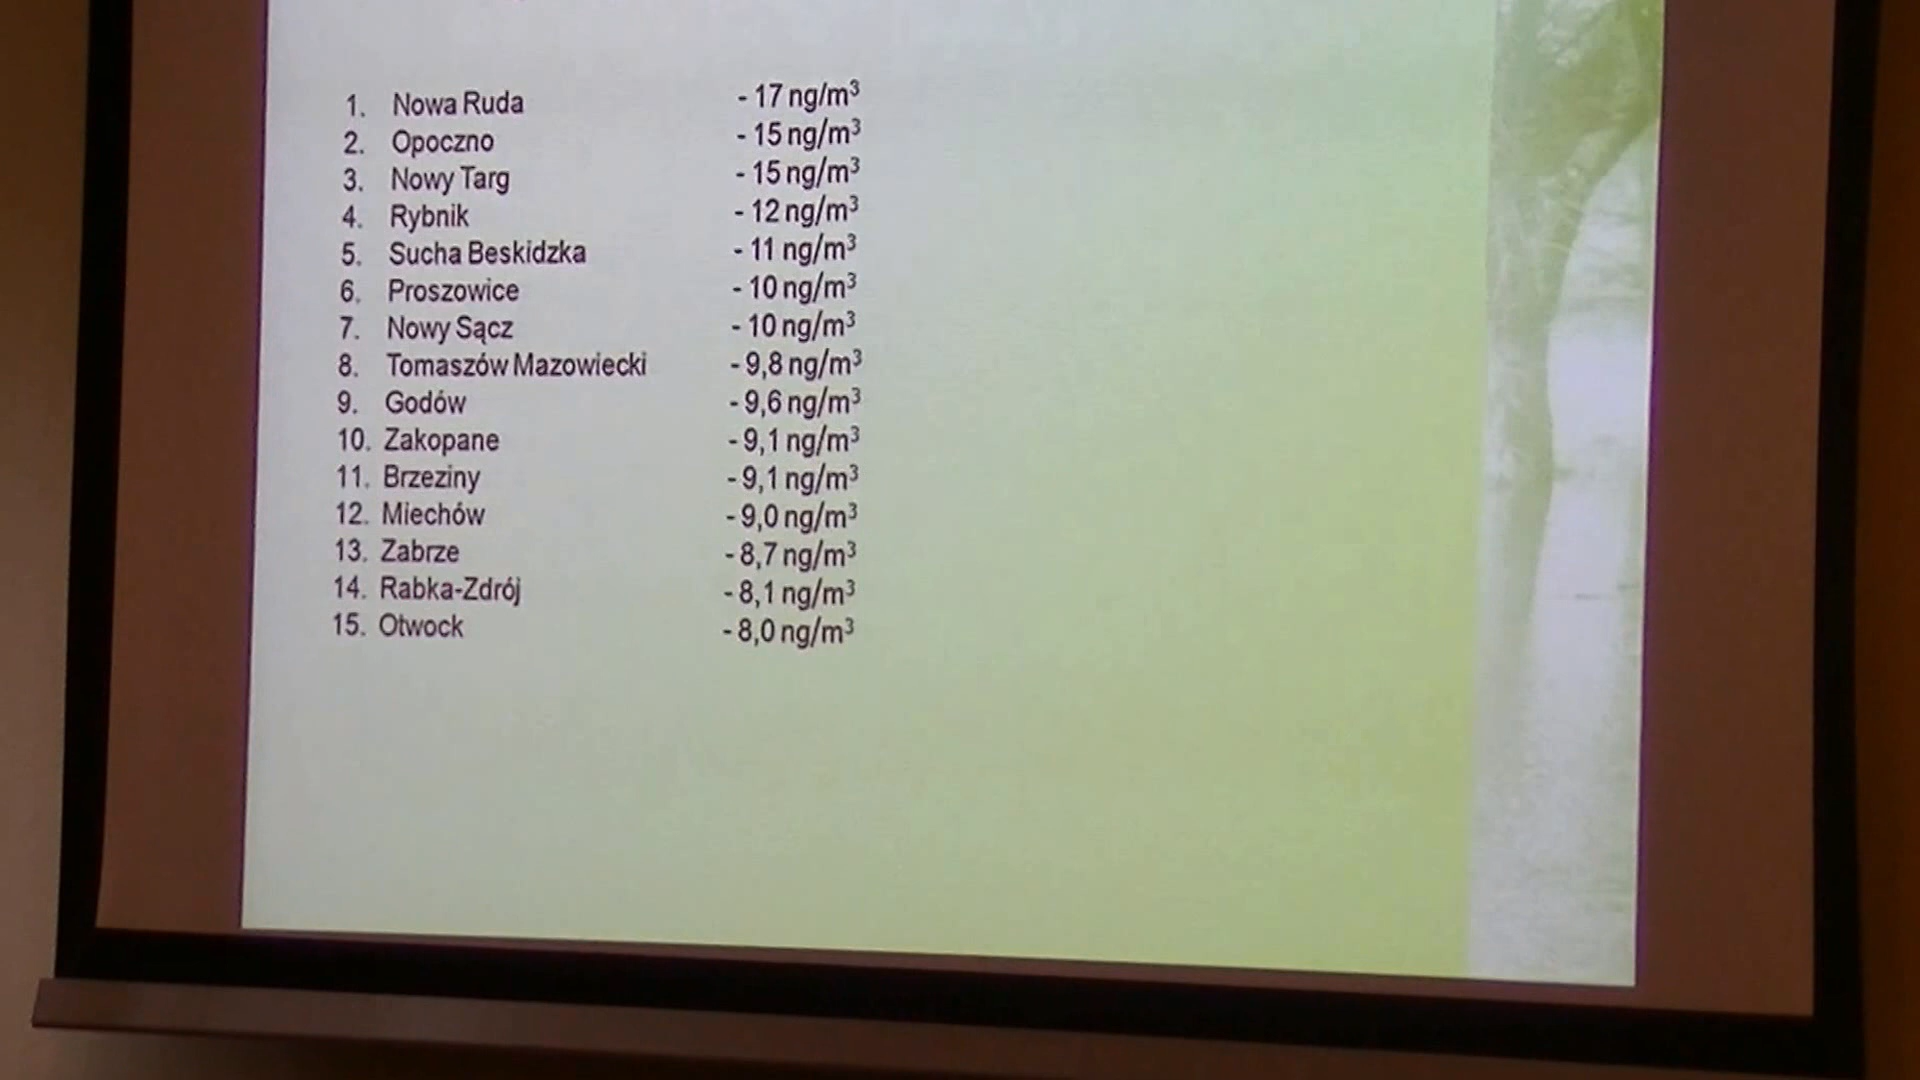 1. Nowa Ruda - 17 ng/m³
2. Opoczno - 15 ng/m³
3. Nowy Targ - 15 ng/m³
4. Rybnik - 12 ng/m³
5. Sucha Beskidzka - 11 ng/m³
6. Proszowice - 10 ng/m³
7. Nowy Sącz - 10 ng/m³
8. Tomaszów Mazowiecki - 9,8 ng/m³
9. Godów - 9,6 ng/m³
10. Zakopane - 9,1 ng/m³
11. Brzeziny - 9,1 ng/m³
12. Miechów - 9,0 ng/m³
13. Zabrze - 8,7 ng/m³
14. Rabka-Zdrój - 8,1 ng/m³
15. Otwock - 8,0 ng/m³